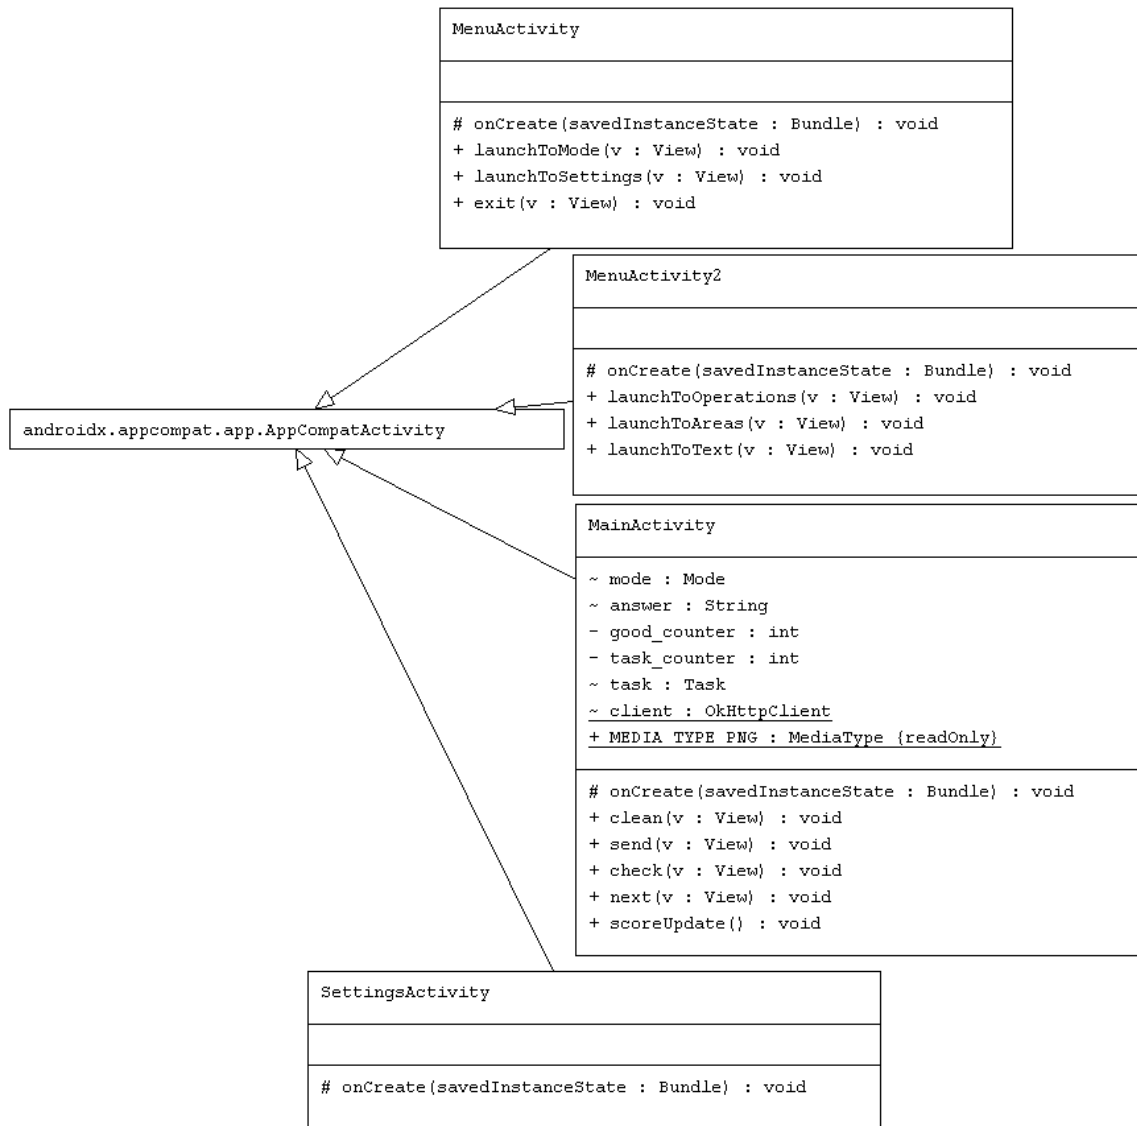 MenuActivity
# onCreate(savedInstanceState : Bundle) : void
+ launchToMode(v : View) : void
+ launchToSettings(v : View) : void
+ exit(v : View) : void
MenuActivity2
# onCreate(savedInstanceState : Bundle) : void
+ launchToOperations(v : View) : void
+ launchToAreas(v : View) : void
+ launchToText(v : View) : void
androidx.appcompat.app.AppCompatActivity
MainActivity
~ mode : Mode
~ answer : String
- good_counter : int
- task_counter : int
~ task : Task
~ client : OkHttpClient
+ MEDIA_TYPE_PNG : MediaType {readOnly}
# onCreate(savedInstanceState : Bundle) : void
+ clean(v : View) : void
+ send(v : View) : void
+ check(v : View) : void
+ next(v : View) : void
+ scoreUpdate() : void
SettingsActivity
# onCreate(savedInstanceState : Bundle) : void